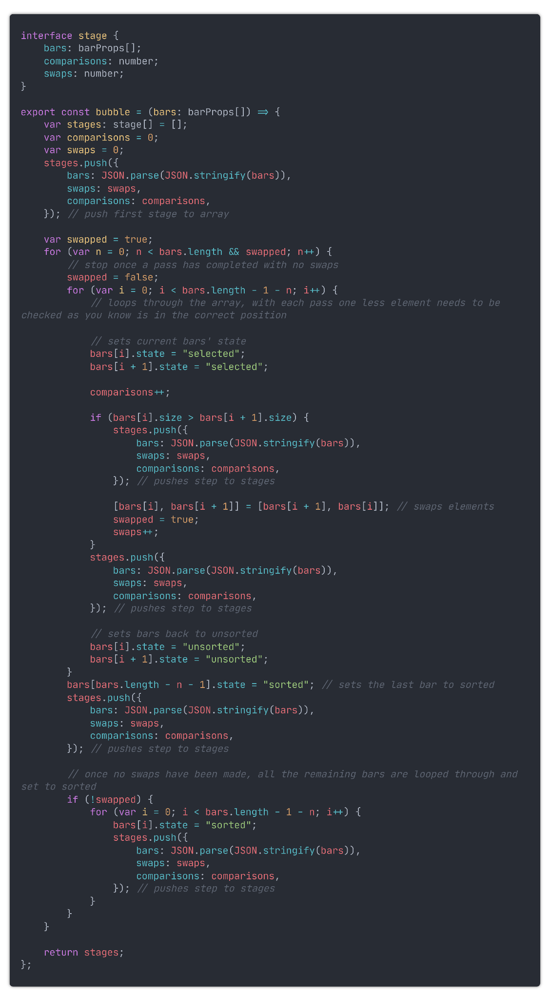 interface stage {
    bars: barProps[];
    comparisons: number;
    swaps: number;
}

export const bubble = (bars: barProps[]) => {
    var stages: stage[] = [];
    var comparisons = 0;
    var swaps = 0;
    stages.push({
        bars: JSON.parse(JSON.stringify(bars)),
        swaps: swaps,
        comparisons: comparisons,
    }); // push first stage to array

    var swapped = true;
    for (var n = 0; n < bars.length && swapped; n++) {
        // stop once a pass has completed with no swaps
        swapped = false;
        for (var i = 0; i < bars.length - 1 - n; i++) {
            // loops through the array, with each pass one less element needs to be
checked as you know is in the correct position

            // sets current bars' state
            bars[i].state = "selected";
            bars[i + 1].state = "selected";

            comparisons++;

            if (bars[i].size > bars[i + 1].size) {
                stages.push({
                    bars: JSON.parse(JSON.stringify(bars)),
                    swaps: swaps,
                    comparisons: comparisons,
                }); // pushes step to stages

                [bars[i], bars[i + 1]] = [bars[i + 1], bars[i]]; // swaps elements
                swapped = true;
                swaps++;
            }
            stages.push({
                bars: JSON.parse(JSON.stringify(bars)),
                swaps: swaps,
                comparisons: comparisons,
            }); // pushes step to stages

            // sets bars back to unsorted
            bars[i].state = "unsorted";
            bars[i + 1].state = "unsorted";
        }
        bars[bars.length - n - 1].state = "sorted"; // sets the last bar to sorted
        stages.push({
            bars: JSON.parse(JSON.stringify(bars)),
            swaps: swaps,
            comparisons: comparisons,
        }); // pushes step to stages

        // once no swaps have been made, all the remaining bars are looped through and
set to sorted
        if (!swapped) {
            for (var i = 0; i < bars.length - 1 - n; i++) {
                bars[i].state = "sorted";
                stages.push({
                    bars: JSON.parse(JSON.stringify(bars)),
                    swaps: swaps,
                    comparisons: comparisons,
                }); // pushes step to stages
            }
        }
    }

    return stages;
};